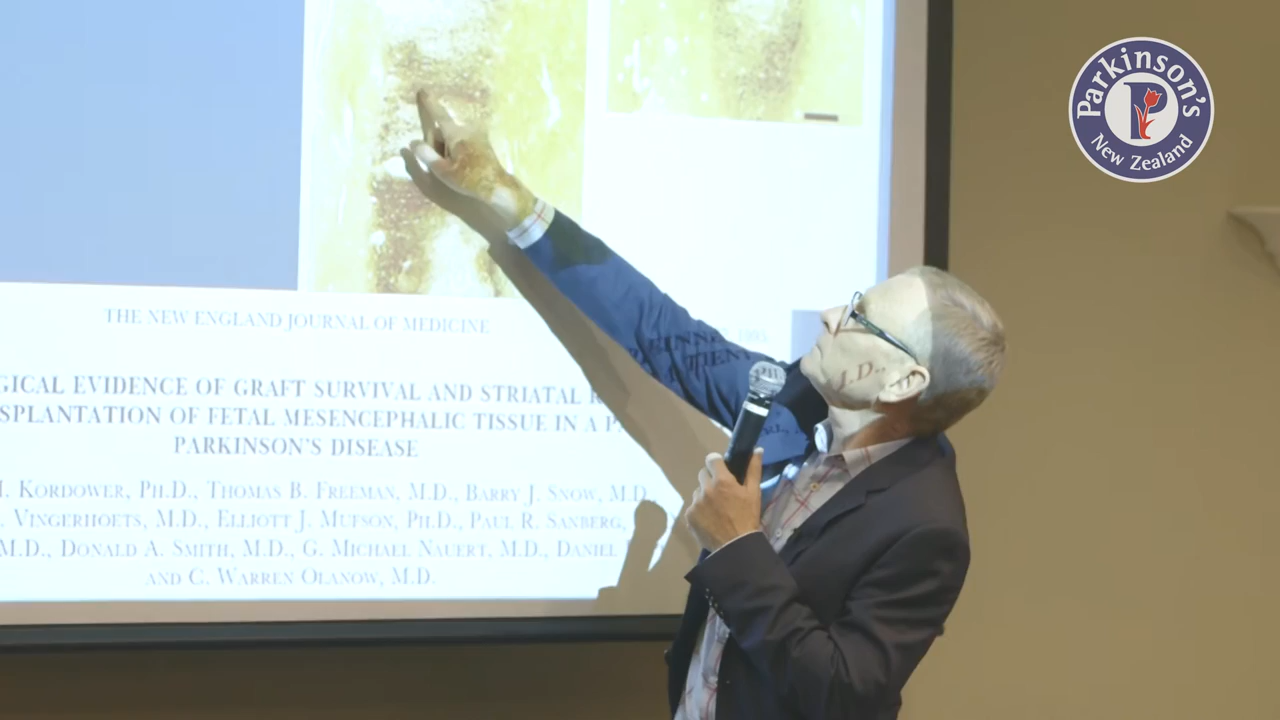 Parkinson's
New Zealand
THE NEW ENGLAND JOURNAL OF MEDICINE
GICAL EVIDENCE OF GRAFT SURVIVAL AND STRIATAL
SPLANTATION OF FETAL MESENCEPHALIC TISSUE IN A
PARKINSON'S DISEASE
KORDOWER, PH.D., THOMAS B. FREEMAN, M.D., BARRY J. SNOW, M.D.
VINGERHOETS, M.D., ELLIOTT J. MUFSON, PH.D., PAUL R. SANBERG,
M.D., DONALD A. SMITH, M.D., G. MICHAEL NAUERT, M.D., DANIEL
AND C. WARREN OLANOW, M.D.